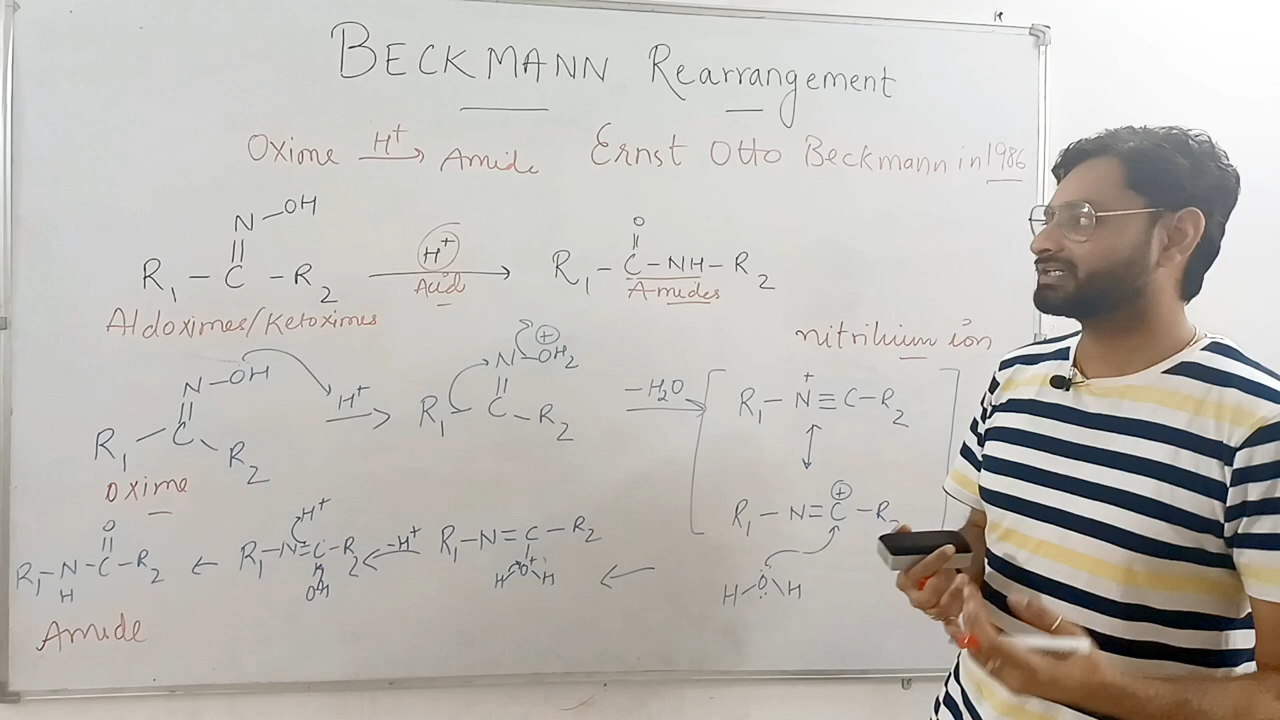 BECKMANN Rearrangement
Oxime H+ → Amide Ernst Otto Beckmann in 1986
N-OH
||
R1 - C - R2 H+ Acid → R1 - C(=O) - NH - R2
Amides
Aldoximes/Ketoximes
nitrilium ion
N-OH
||
R1 - C - R2 H+ →
Oxime
N-OH2 ⊕
||
R1 - C - R2 -H2O →
R1 - N+ ≡ C - R2
↕
R1 - N = C⊕ - R2
H - O: - H
←
R1 - N = C - R2
H - O+ - H
-H+ ←
H+
R1 - N = C - R2
OH
←
O
||
R1 - N - C - R2
H
Amide